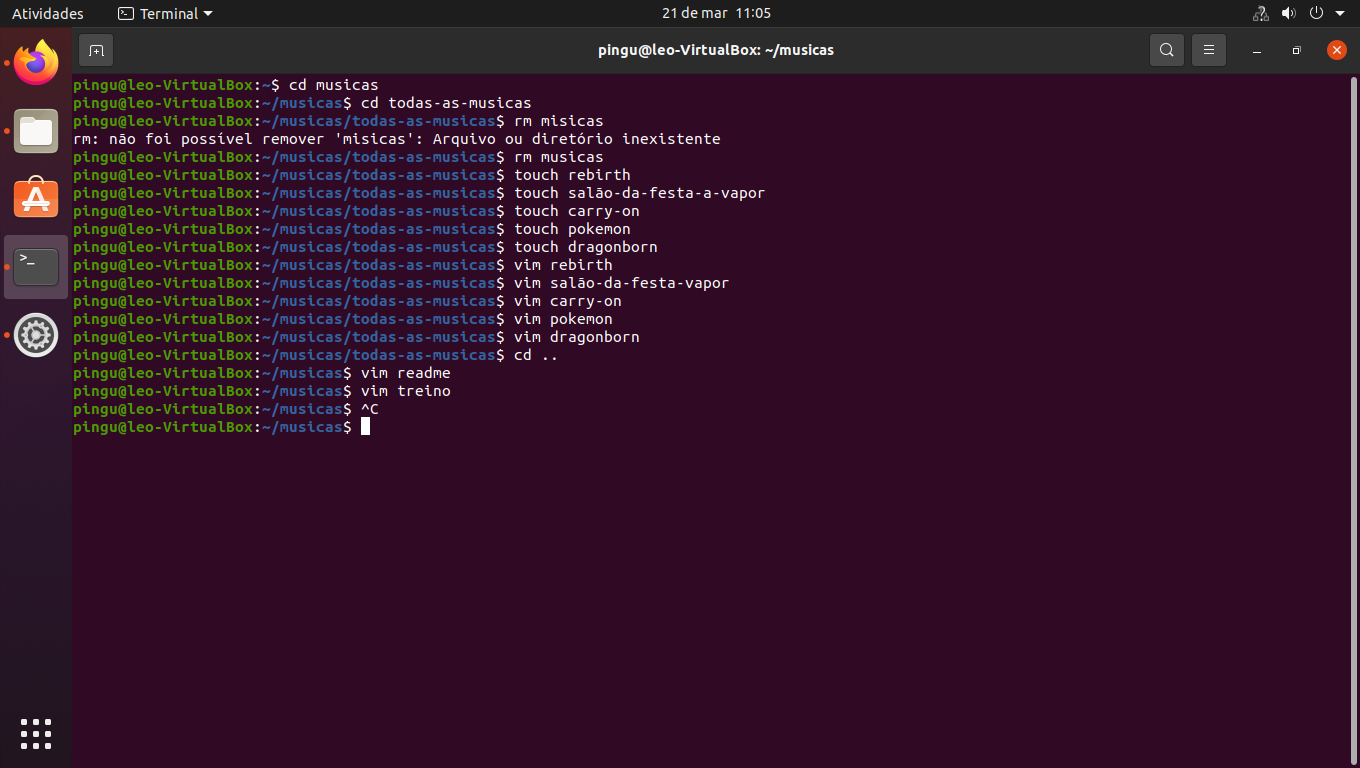 Atividades
Terminal
21 de mar 11:05
pingu@leo-VirtualBox: ~/musicas
pingu@leo-VirtualBox:~$ cd musicas
pingu@leo-VirtualBox:~/musicas$ cd todas-as-musicas
pingu@leo-VirtualBox:~/musicas/todas-as-musicas$ rm misicas
rm: não foi possível remover 'misicas': Arquivo ou diretório inexistente
pingu@leo-VirtualBox:~/musicas/todas-as-musicas$ rm musicas
pingu@leo-VirtualBox:~/musicas/todas-as-musicas$ touch rebirth
pingu@leo-VirtualBox:~/musicas/todas-as-musicas$ touch salão-da-festa-a-vapor
pingu@leo-VirtualBox:~/musicas/todas-as-musicas$ touch carry-on
pingu@leo-VirtualBox:~/musicas/todas-as-musicas$ touch pokemon
pingu@leo-VirtualBox:~/musicas/todas-as-musicas$ touch dragonborn
pingu@leo-VirtualBox:~/musicas/todas-as-musicas$ vim rebirth
pingu@leo-VirtualBox:~/musicas/todas-as-musicas$ vim salão-da-festa-vapor
pingu@leo-VirtualBox:~/musicas/todas-as-musicas$ vim carry-on
pingu@leo-VirtualBox:~/musicas/todas-as-musicas$ vim pokemon
pingu@leo-VirtualBox:~/musicas/todas-as-musicas$ vim dragonborn
pingu@leo-VirtualBox:~/musicas/todas-as-musicas$ cd ..
pingu@leo-VirtualBox:~/musicas$ vim readme
pingu@leo-VirtualBox:~/musicas$ vim treino
pingu@leo-VirtualBox:~/musicas$ ^C
pingu@leo-VirtualBox:~/musicas$